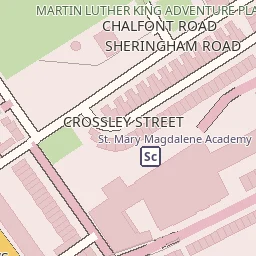 MARTIN LUTHER KING ADVENTURE PLA
CHALFONT ROAD
SHERINGHAM ROAD
CROSSLEY STREET
St. Mary Magdalene Academy
Sc